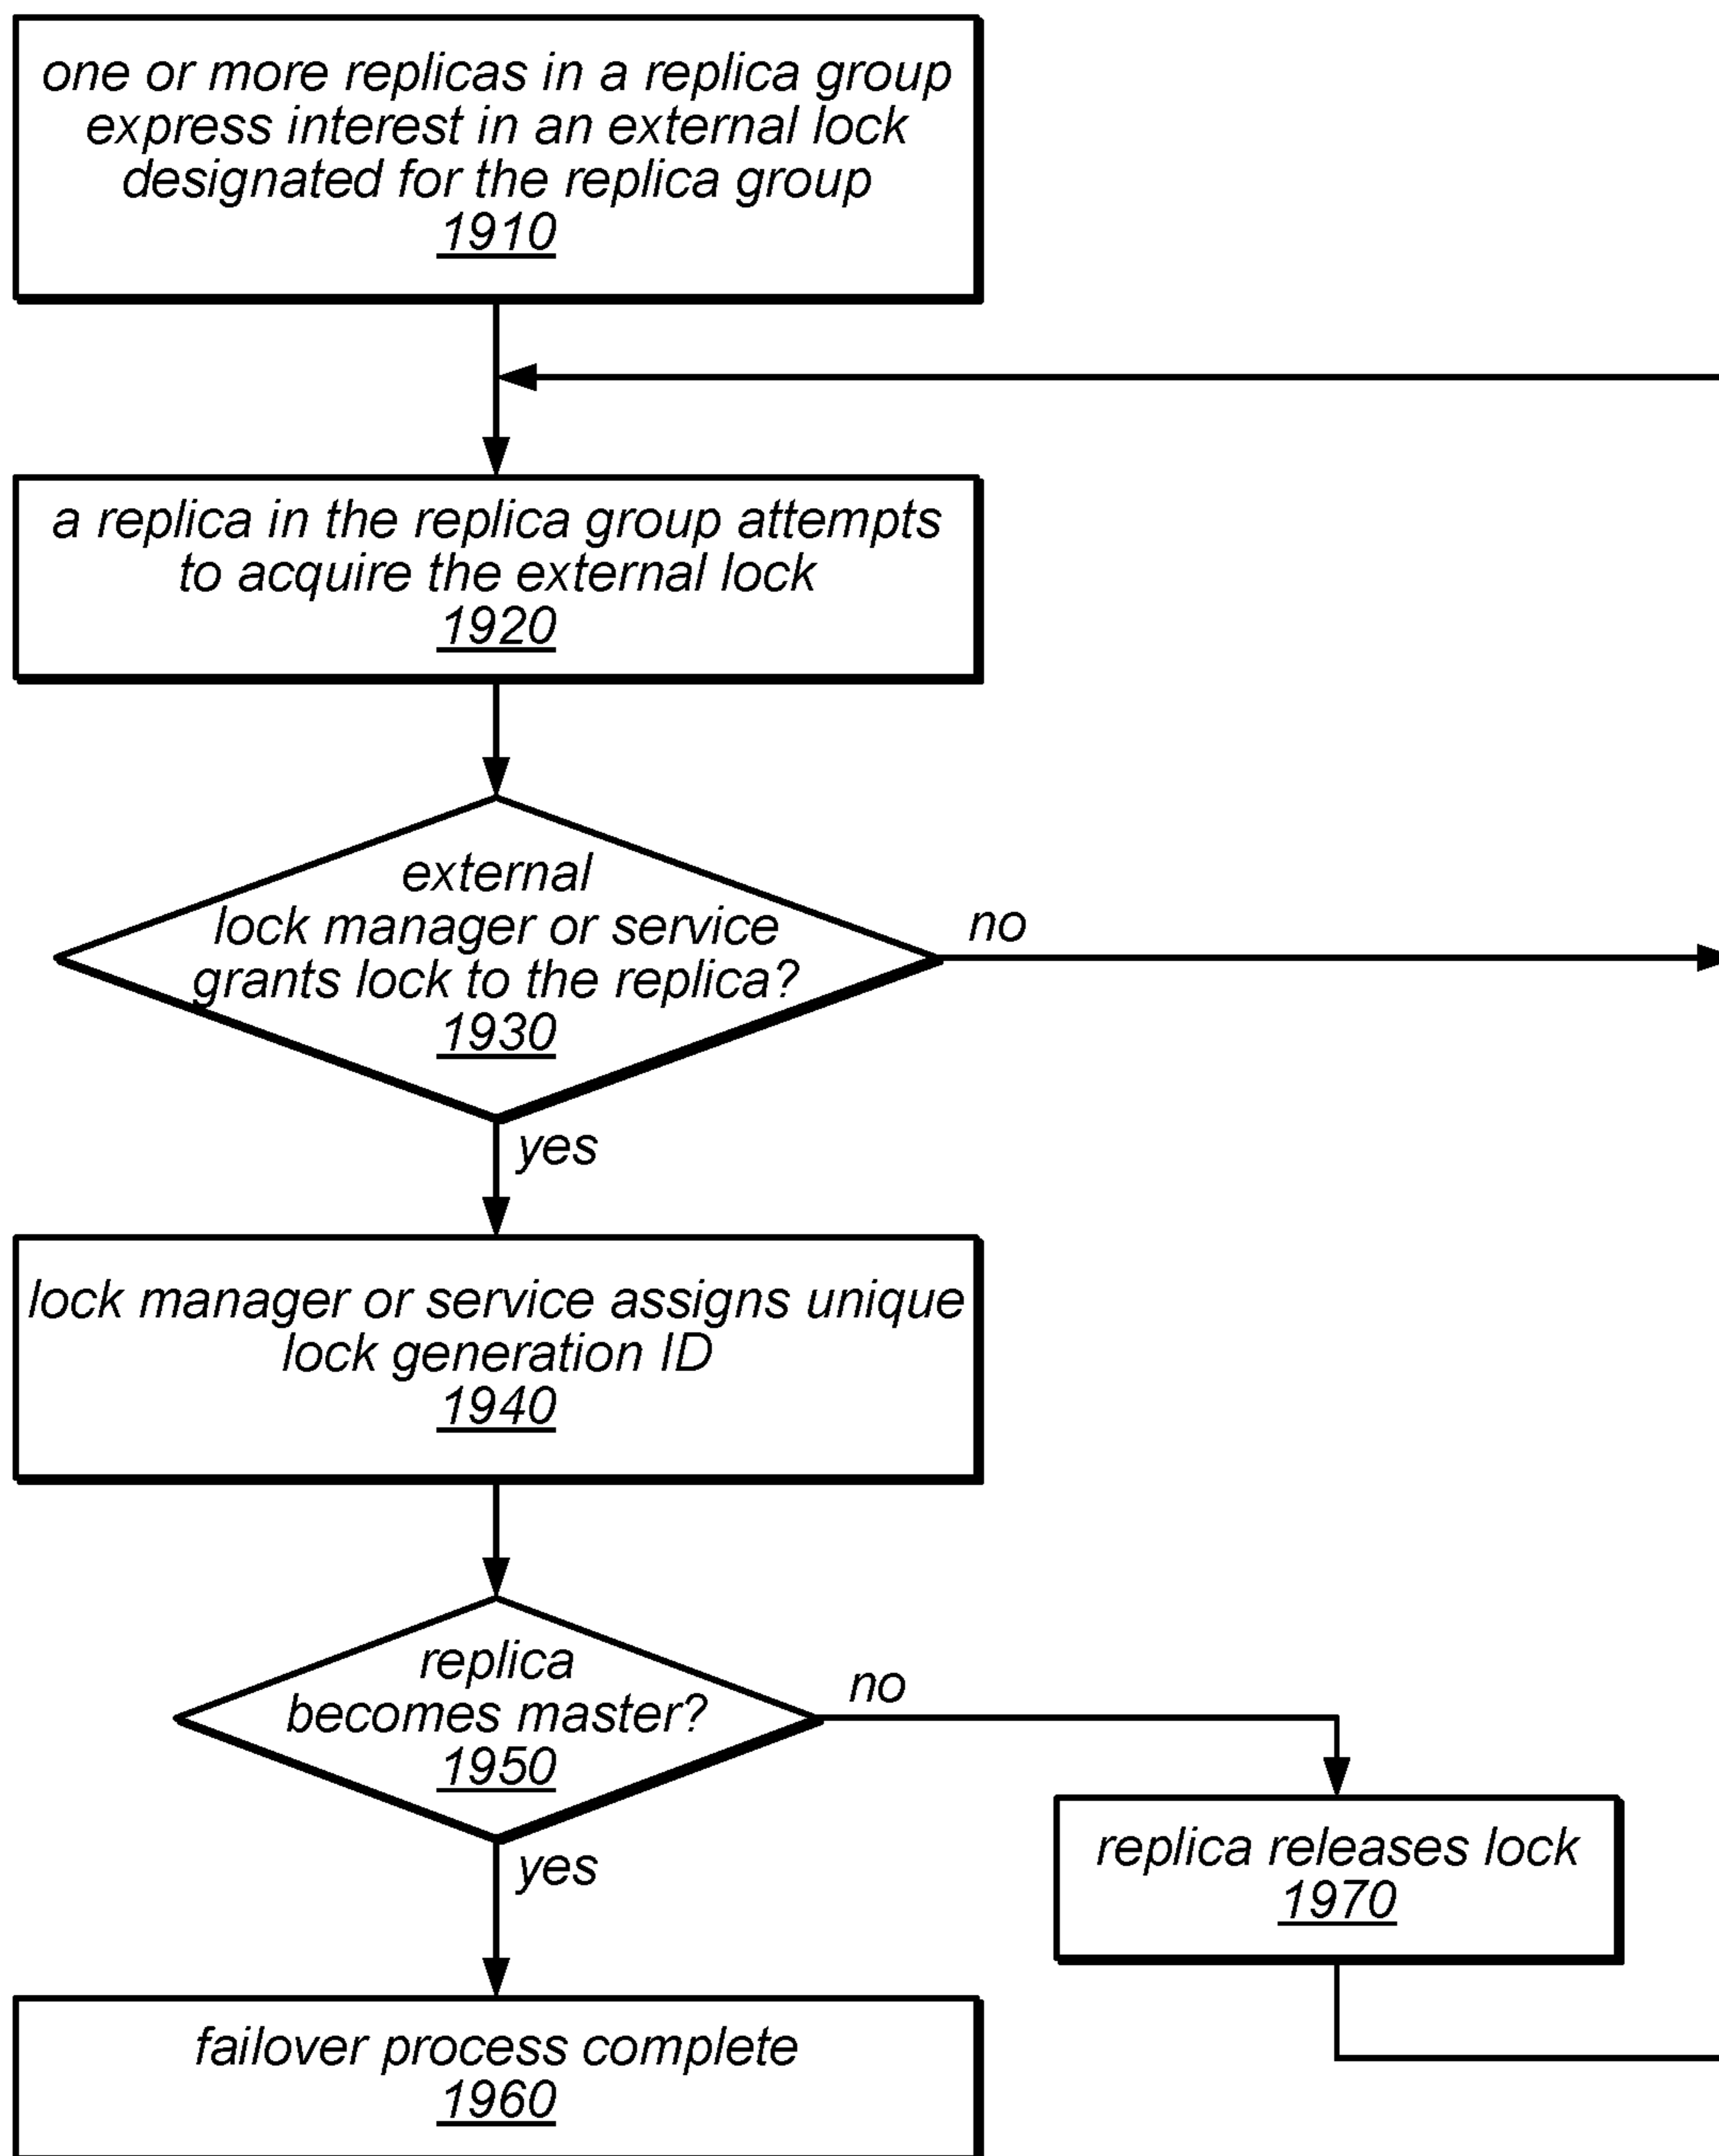 one or more replicas in a replica group
express interest in an external lock
designated for the replica group
1910
a replica in the replica group attempts
to acquire the external lock
1920
external
lock manager or service
grants lock to the replica?
1930
no
yes
lock manager or service assigns unique
lock generation ID
1940
replica
becomes master?
1950
no
yes
replica releases lock
1970
failover process complete
1960